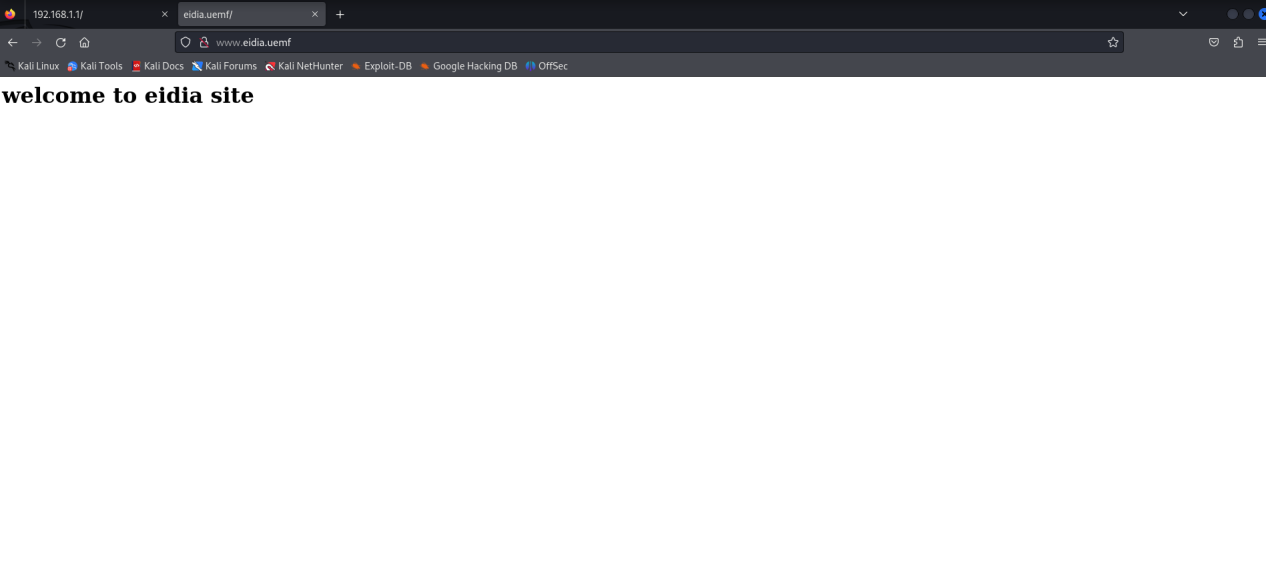 192.168.1.1/ eidia.uemf/
www.eidia.uemf
Kali Linux Kali Tools Kali Docs Kali Forums Kali NetHunter Exploit-DB Google Hacking DB OffSec
welcome to eidia site